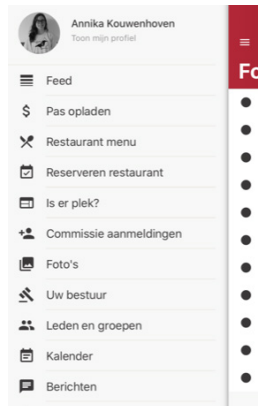 Annika Kouwenhoven
Toon mijn profiel
Feed
Pas opladen
Restaurant menu
Reserveren restaurant
Is er plek?
Commissie aanmeldingen
Foto's
Uw bestuur
Leden en groepen
Kalender
Berichten
Fo